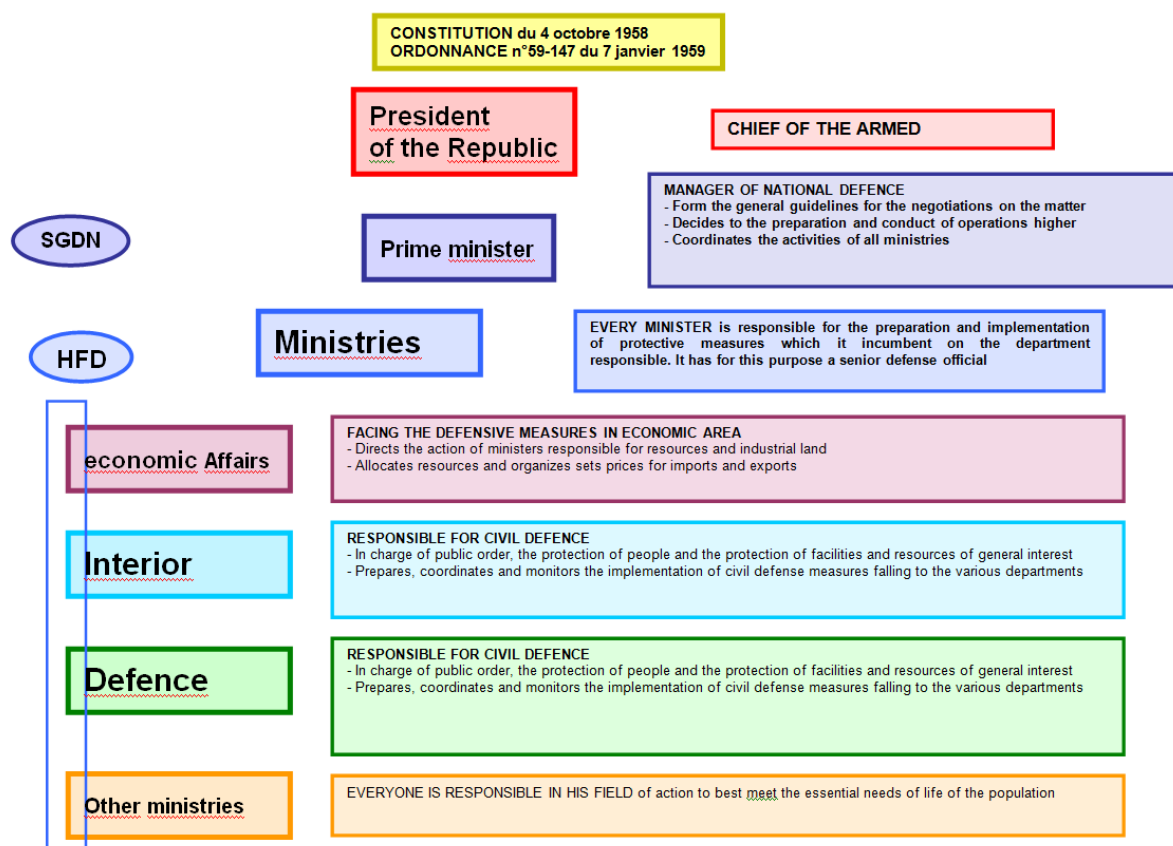 CONSTITUTION du 4 octobre 1958
ORDONNANCE n°59-147 du 7 janvier 1959
President
of the Republic
CHIEF OF THE ARMED
MANAGER OF NATIONAL DEFENCE
- Form the general guidelines for the negotiations on the matter
- Decides to the preparation and conduct of operations higher
- Coordinates the activities of all ministries
SGDN
Prime minister
Ministries
EVERY MINISTER is responsible for the preparation and implementation
of protective measures which it incumbent on the department
responsible. It has for this purpose a senior defense official
HFD
economic Affairs
FACING THE DEFENSIVE MEASURES IN ECONOMIC AREA
- Directs the action of ministers responsible for resources and industrial land
- Allocates resources and organizes sets prices for imports and exports
Interior
RESPONSIBLE FOR CIVIL DEFENCE
- In charge of public order, the protection of people and the protection of facilities and resources of general interest
- Prepares, coordinates and monitors the implementation of civil defense measures falling to the various departments
Defence
RESPONSIBLE FOR CIVIL DEFENCE
- In charge of public order, the protection of people and the protection of facilities and resources of general interest
- Prepares, coordinates and monitors the implementation of civil defense measures falling to the various departments
Other ministries
EVERYONE IS RESPONSIBLE IN HIS FIELD of action to best meet the essential needs of life of the population